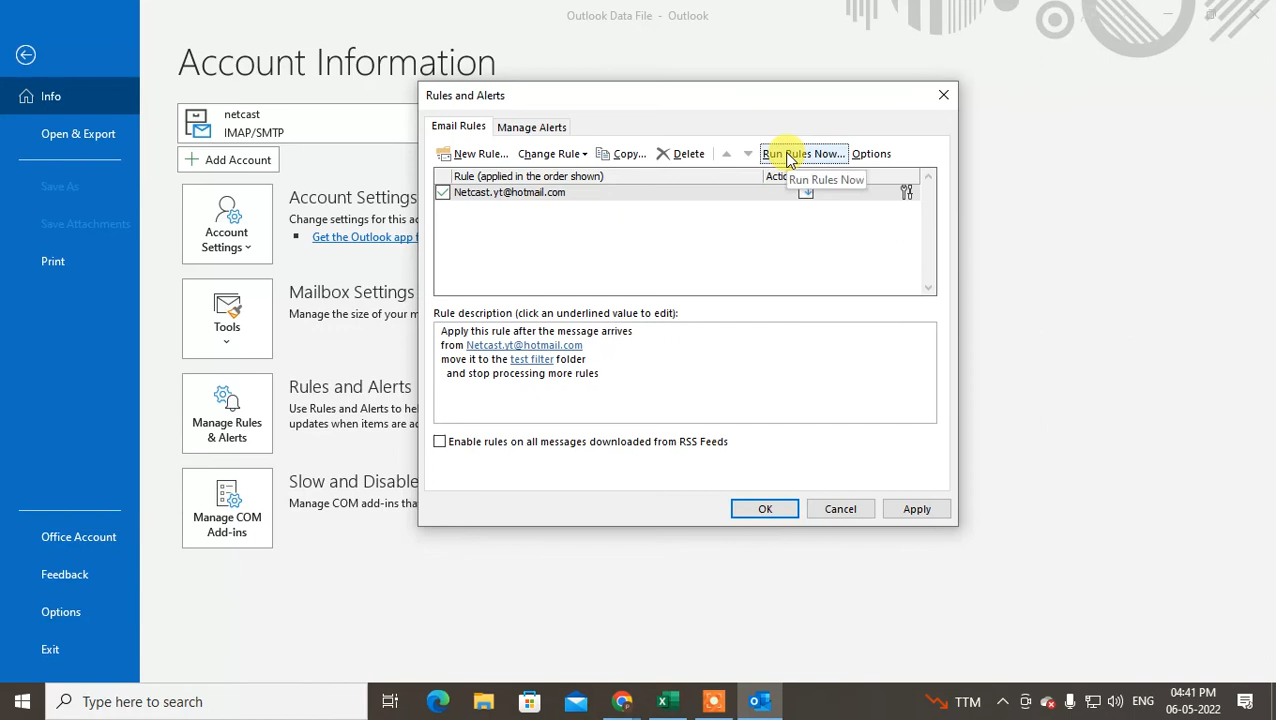 Outlook Data File - Outlook
Account Information
Info
Open & Export
Save As
Save Attachments
Print
Office Account
Feedback
Options
Exit
netcast
IMAP/SMTP
Add Account
Account
Settings
Account Settings
Change settings for this ac
Get the Outlook app f
Tools
Mailbox Settings
Manage the size of your m
Manage Rules
& Alerts
Rules and Alerts
Use Rules and Alerts to hel
updates when items are ac
Manage COM
Add-ins
Slow and Disable
Manage COM add-ins that
Rules and Alerts
Email Rules
Manage Alerts
New Rule...
Change Rule
Copy...
Delete
Run Rules Now...
Options
Rule (applied in the order shown)
Actio
Run Rules Now
Netcast.yt@hotmail.com
Rule description (click an underlined value to edit):
Apply this rule after the message arrives
from Netcast.yt@hotmail.com
move it to the test filter folder
and stop processing more rules
Enable rules on all messages downloaded from RSS Feeds
OK
Cancel
Apply
Type here to search
TTM
ENG
04:41 PM
06-05-2022